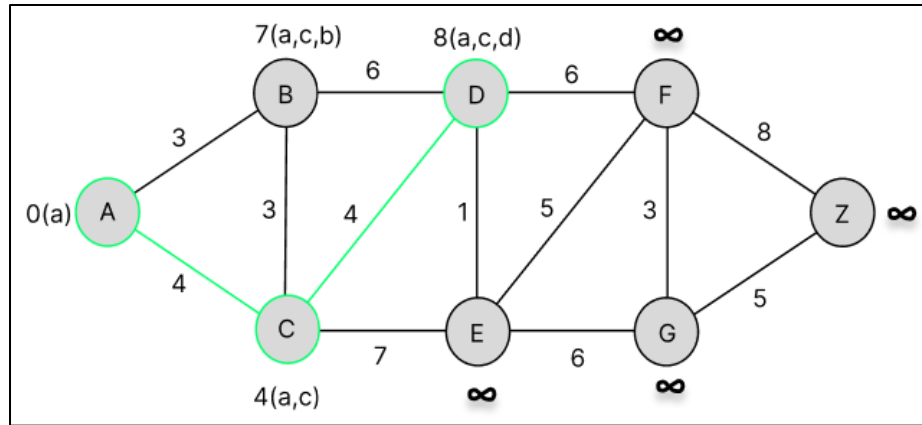 7(a,c,b) 8(a,c,d) ∞
B 6 D 6 F
3 8
0(a) A 3 4 1 5 3 Z ∞
4 5
C 7 E 6 G
4(a,c) ∞ ∞